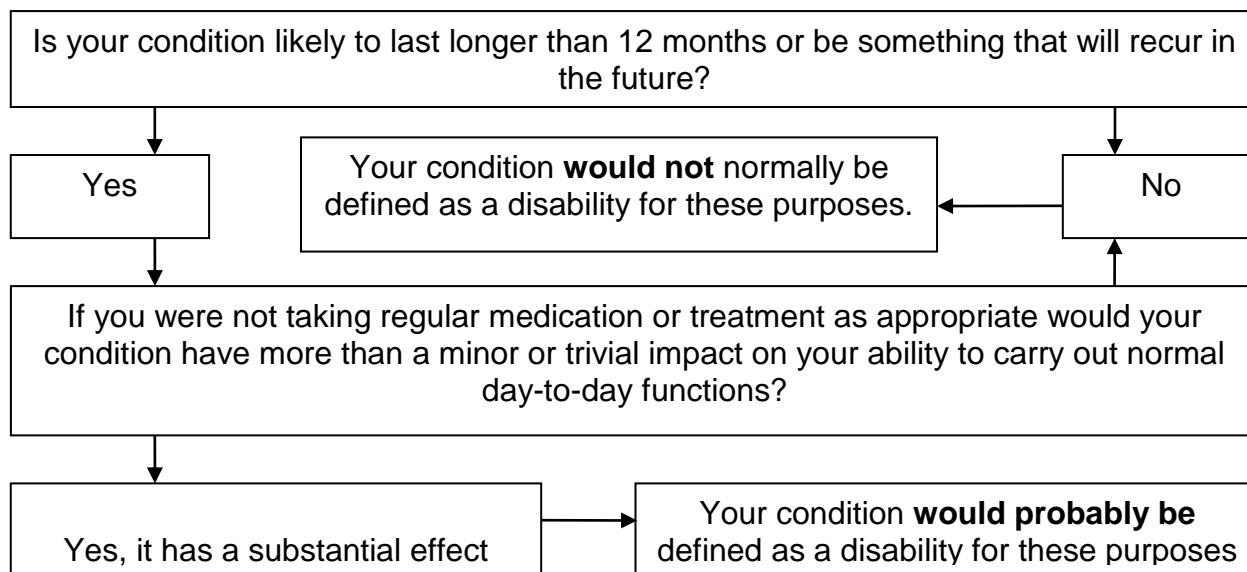 Is your condition likely to last longer than 12 months or be something that will recur in
the future?
Yes
Your condition would not normally be
defined as a disability for these purposes.
No
If you were not taking regular medication or treatment as appropriate would your
condition have more than a minor or trivial impact on your ability to carry out normal
day-to-day functions?
Yes, it has a substantial effect
Your condition would probably be
defined as a disability for these purposes